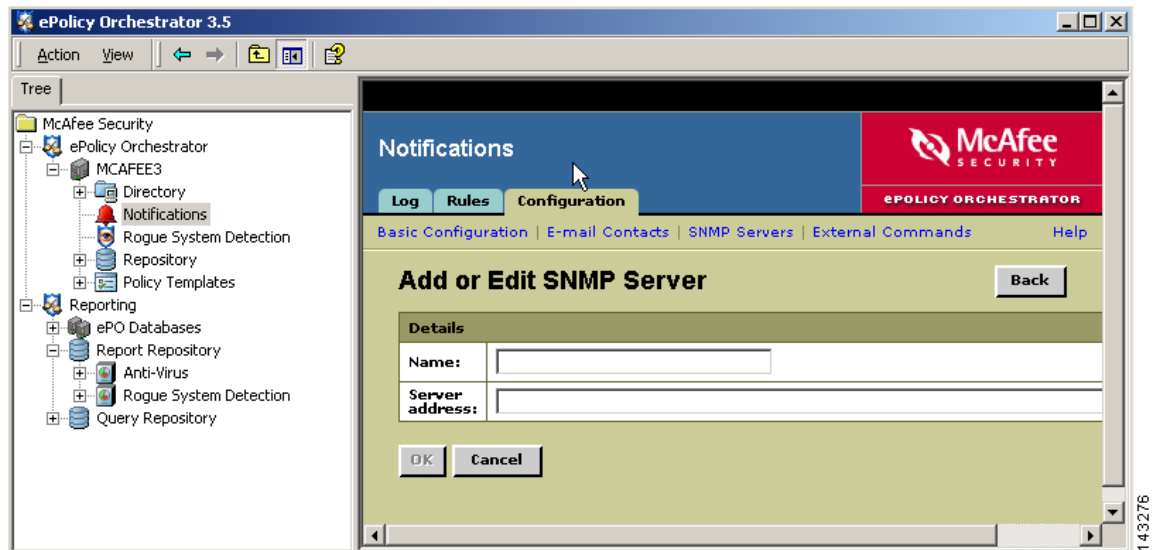 ePolicy Orchestrator 3.5
Action View
Tree
McAfee Security
ePolicy Orchestrator
MCAFEE3
Directory
Notifications
Rogue System Detection
Repository
Policy Templates
Reporting
ePO Databases
Report Repository
Anti-Virus
Rogue System Detection
Query Repository
Notifications
McAfee
SECURITY
Log Rules Configuration
ePOLICY ORCHESTRATOR
Basic Configuration | E-mail Contacts | SNMP Servers | External Commands Help
Add or Edit SNMP Server
Back
Details
Name:
Server
address:
OK Cancel
143276